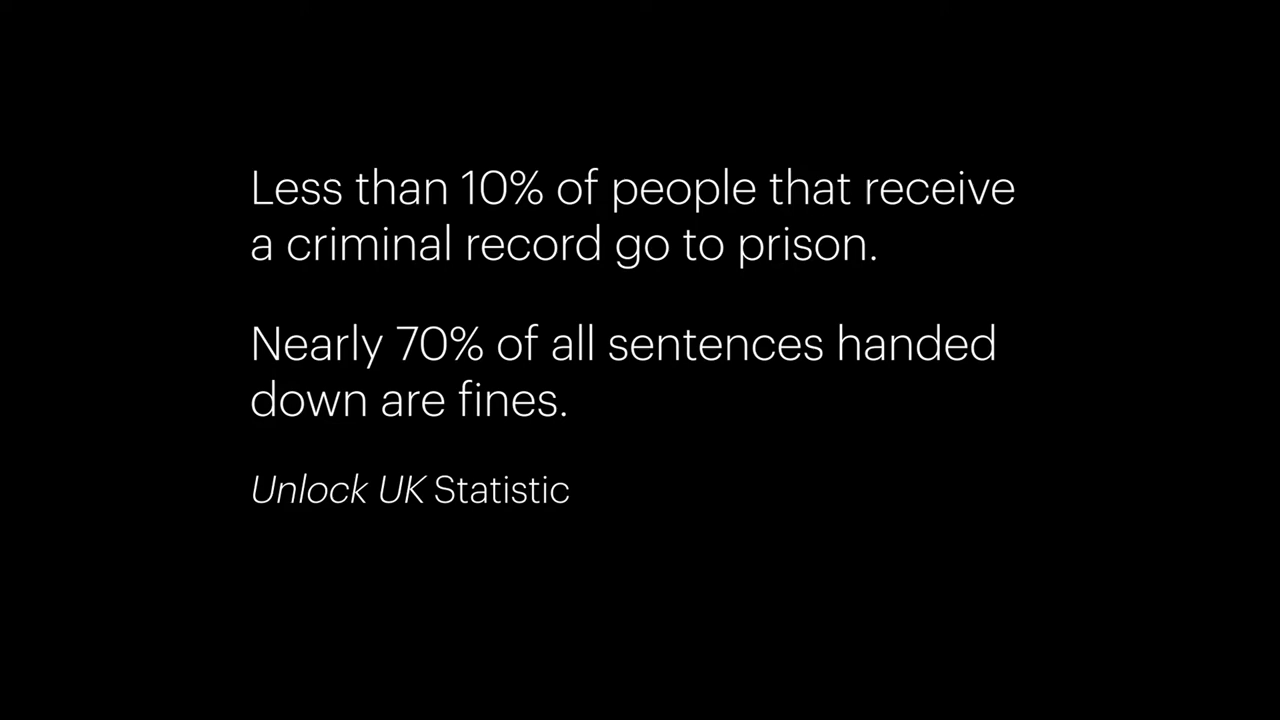 Less than 10% of people that receive
a criminal record go to prison.
Nearly 70% of all sentences handed
down are fines.
Unlock UK Statistic